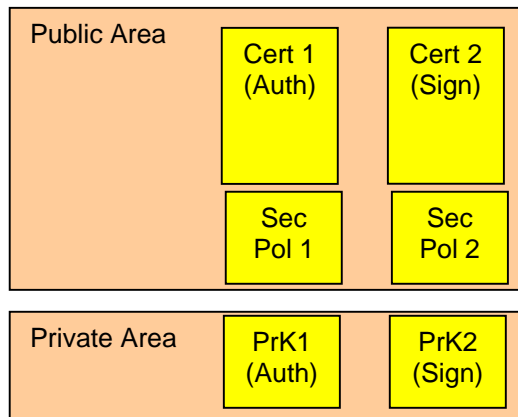 Public Area
Cert 1
(Auth)
Cert 2
(Sign)
Sec
Pol 1
Sec
Pol 2
Private Area
PrK1
(Auth)
PrK2
(Sign)